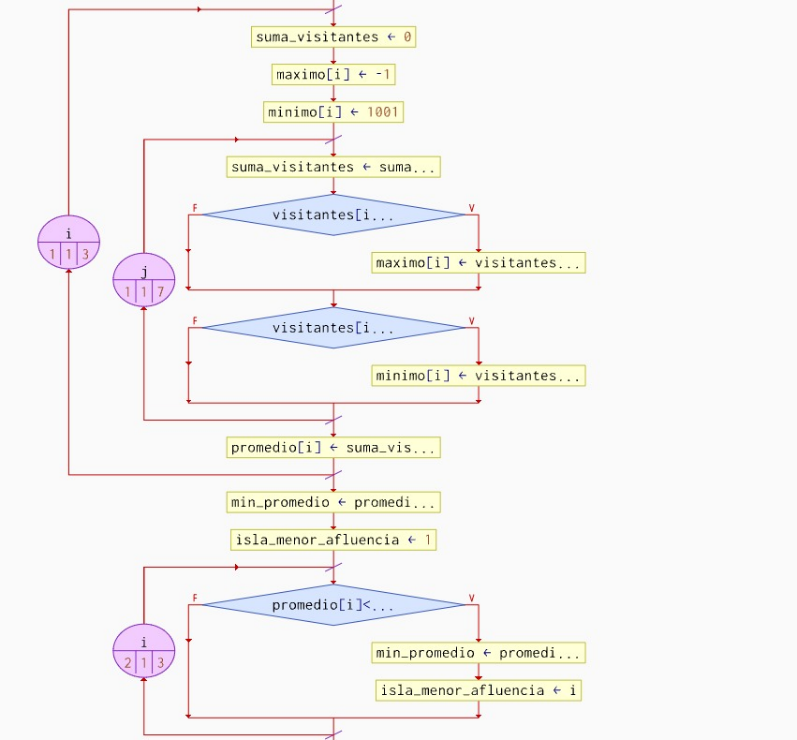 suma_visitantes ← 0
maximo[i] ← -1
minimo[i] ← 1001
suma_visitantes ← suma...
F
visitantes[i...
V
i
1 1 3
maximo[i] ← visitantes...
j
1 1 7
F
visitantes[i...
V
minimo[i] ← visitantes...
promedio[i] ← suma_vis...
min_promedio ← promedi...
isla_menor_afluencia ← 1
F
promedio[i]<...
V
i
2 1 3
min_promedio ← promedi...
isla_menor_afluencia ← i